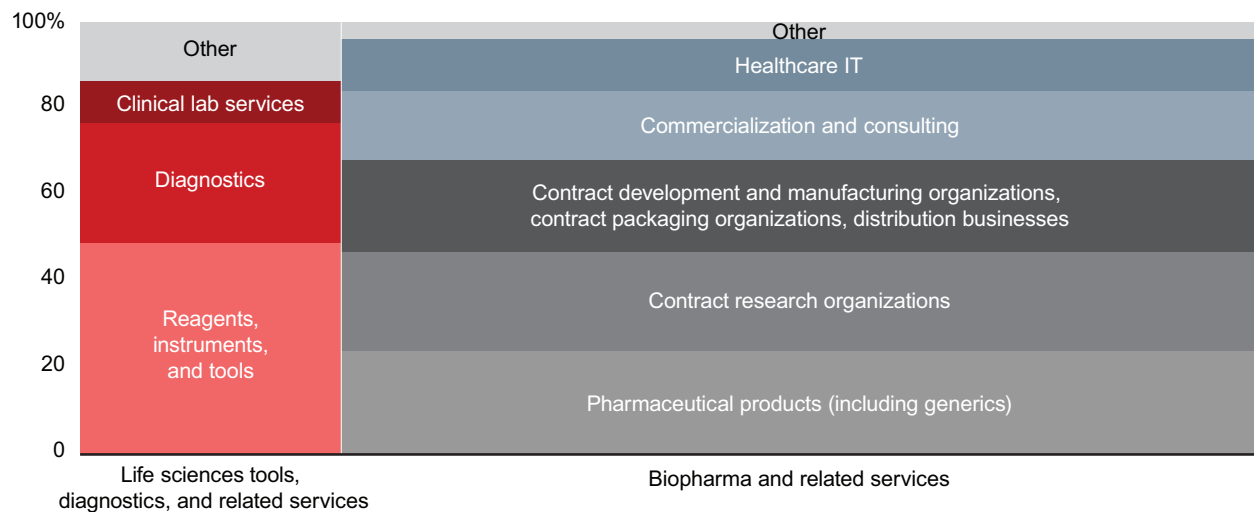 100%
80
60
40
20
0
Other
Clinical lab services
Diagnostics
Reagents,
instruments,
and tools
Other
Healthcare IT
Commercialization and consulting
Contract development and manufacturing organizations,
contract packaging organizations, distribution businesses
Contract research organizations
Pharmaceutical products (including generics)
Life sciences tools,
diagnostics, and related services
Biopharma and related services